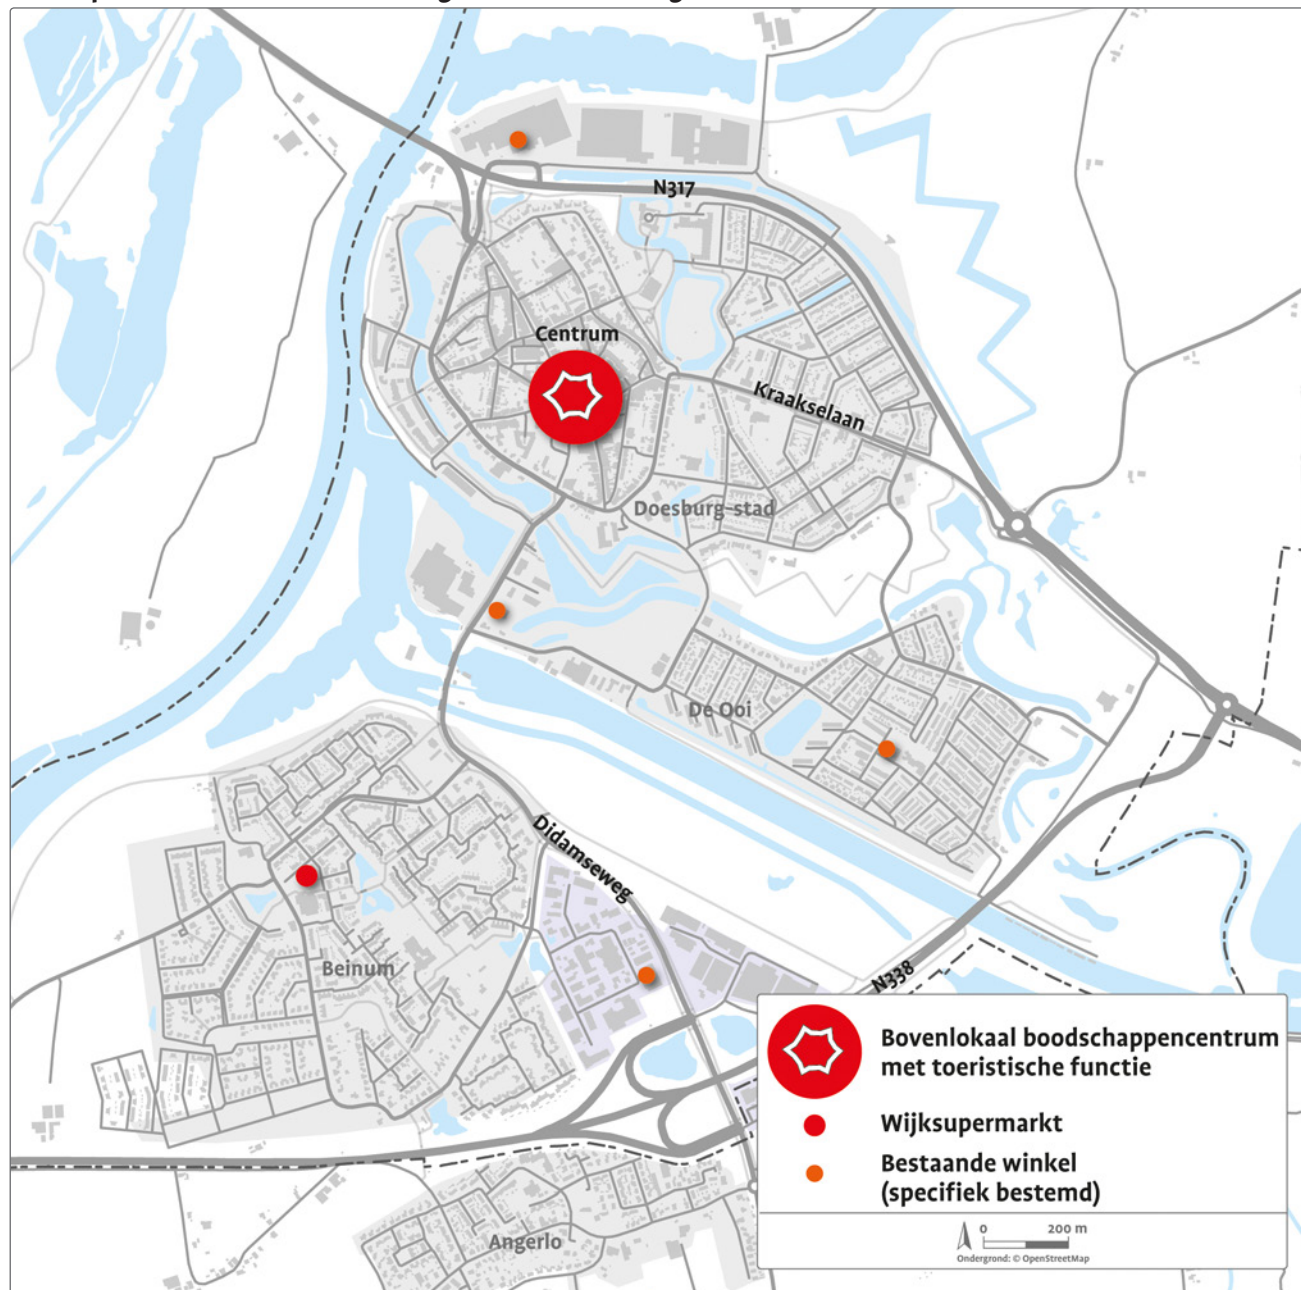 N317
Centrum
Kraakselaan
Doesburg-stad
De Ooi
Didamseweg
Beinum
N338
Angerlo
Bovenlokaal boodschappencentrum
met toeristische functie
Wijksupermarkt
Bestaande winkel
(specifiek bestemd)
0 200 m
Ondergrond: © OpenStreetMap